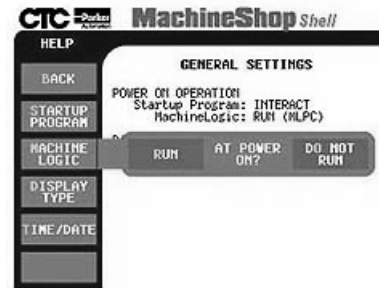 CTC Parker Automation MachineShop Shell
HELP
GENERAL SETTINGS
BACK
POWER ON OPERATION
Startup Program: INTERACT
MachineLogic: RUN (MLPC)
STARTUP
PROGRAM
MACHINE
LOGIC
RUN
AT POWER
ON?
DO NOT
RUN
DISPLAY
TYPE
TIME/DATE